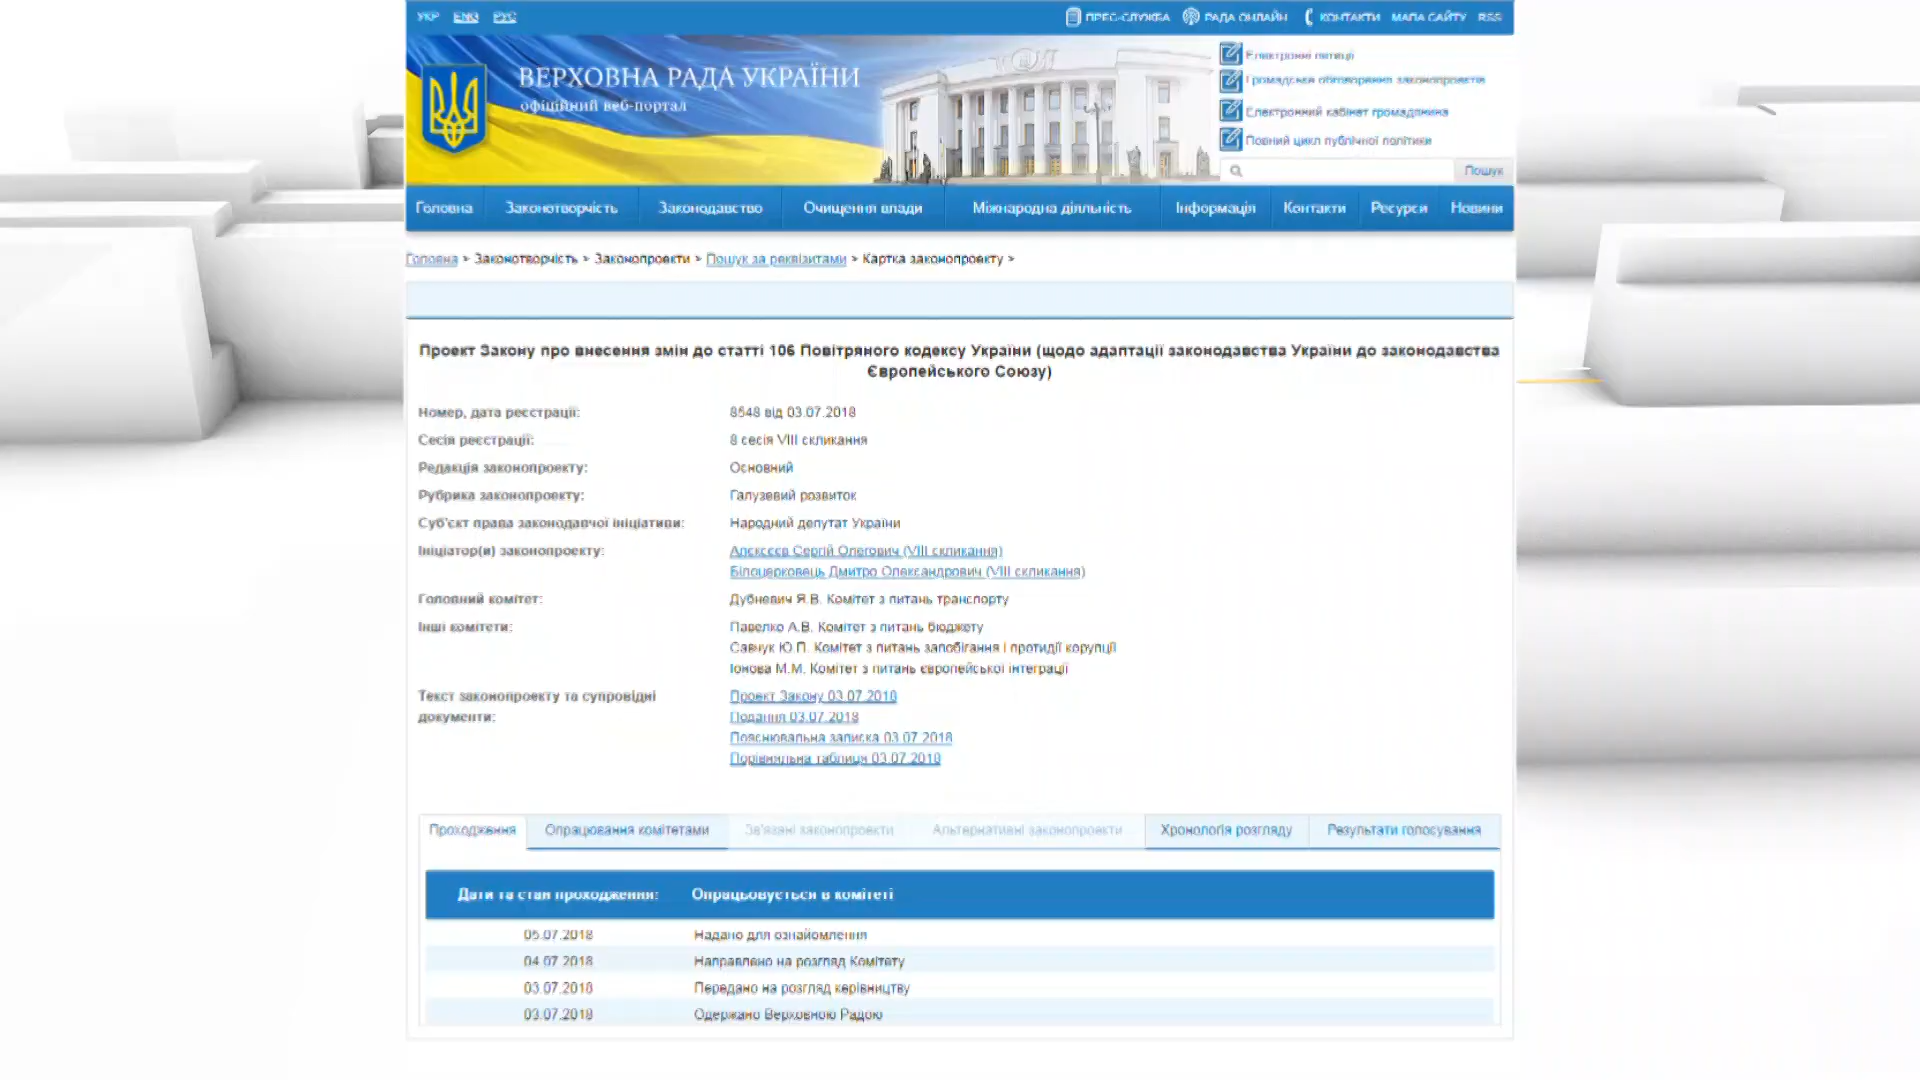 УКР ENG РУС
ПРЕС-СЛУЖБА РАДА ОНЛАЙН КОНТАКТИ МАПА САЙТУ RSS
ВЕРХОВНА РАДА УКРАЇНИ
офіційний веб-портал
Електронні петиції
Громадське обговорення законопроектів
Електронний кабінет громадянина
Повний цикл публічної політики
Пошук
Головна Законотворчість Законодавство Очищення влади Міжнародна діяльність Інформація Контакти Ресурси Новини
Головна > Законотворчість > Законопроекти > Пошук за реквізитами > Картка законопроекту >
Проект Закону про внесення змін до статті 106 Повітряного кодексу України (щодо адаптації законодавства України до законодавства
Європейського Союзу)
Номер, дата реєстрації: 8548 від 03.07.2018
Сесія реєстрації: 8 сесія VIII скликання
Редакція законопроекту: Основний
Рубрика законопроекту: Галузевий розвиток
Суб'єкт права законодавчої ініціативи: Народний депутат України
Ініціатор(и) законопроекту: Алєксєєв Сергій Олегович (VIII скликання)
Білоцерковець Дмитро Олександрович (VIII скликання)
Головний комітет: Дубневич Я.В. Комітет з питань транспорту
Інші комітети: Павелко А.В. Комітет з питань бюджету
Савчук Ю.П. Комітет з питань запобігання і протидії корупції
Іонова М.М. Комітет з питань європейської інтеграції
Текст законопроекту та супровідні Проект Закону 03.07.2018
документи: Подання 03.07.2018
Пояснювальна записка 03.07.2018
Порівняльна таблиця 03.07.2018
Проходження Опрацювання комітетами Зв'язані законопроекти Альтернативні законопроекти Хронологія розгляду Результати голосування
Дати та стан проходження: Опрацьовується в комітеті
05.07.2018 Надано для ознайомлення
04.07.2018 Направлено на розгляд Комітету
03.07.2018 Передано на розгляд керівництву
03.07.2018 Одержано Верховною Радою